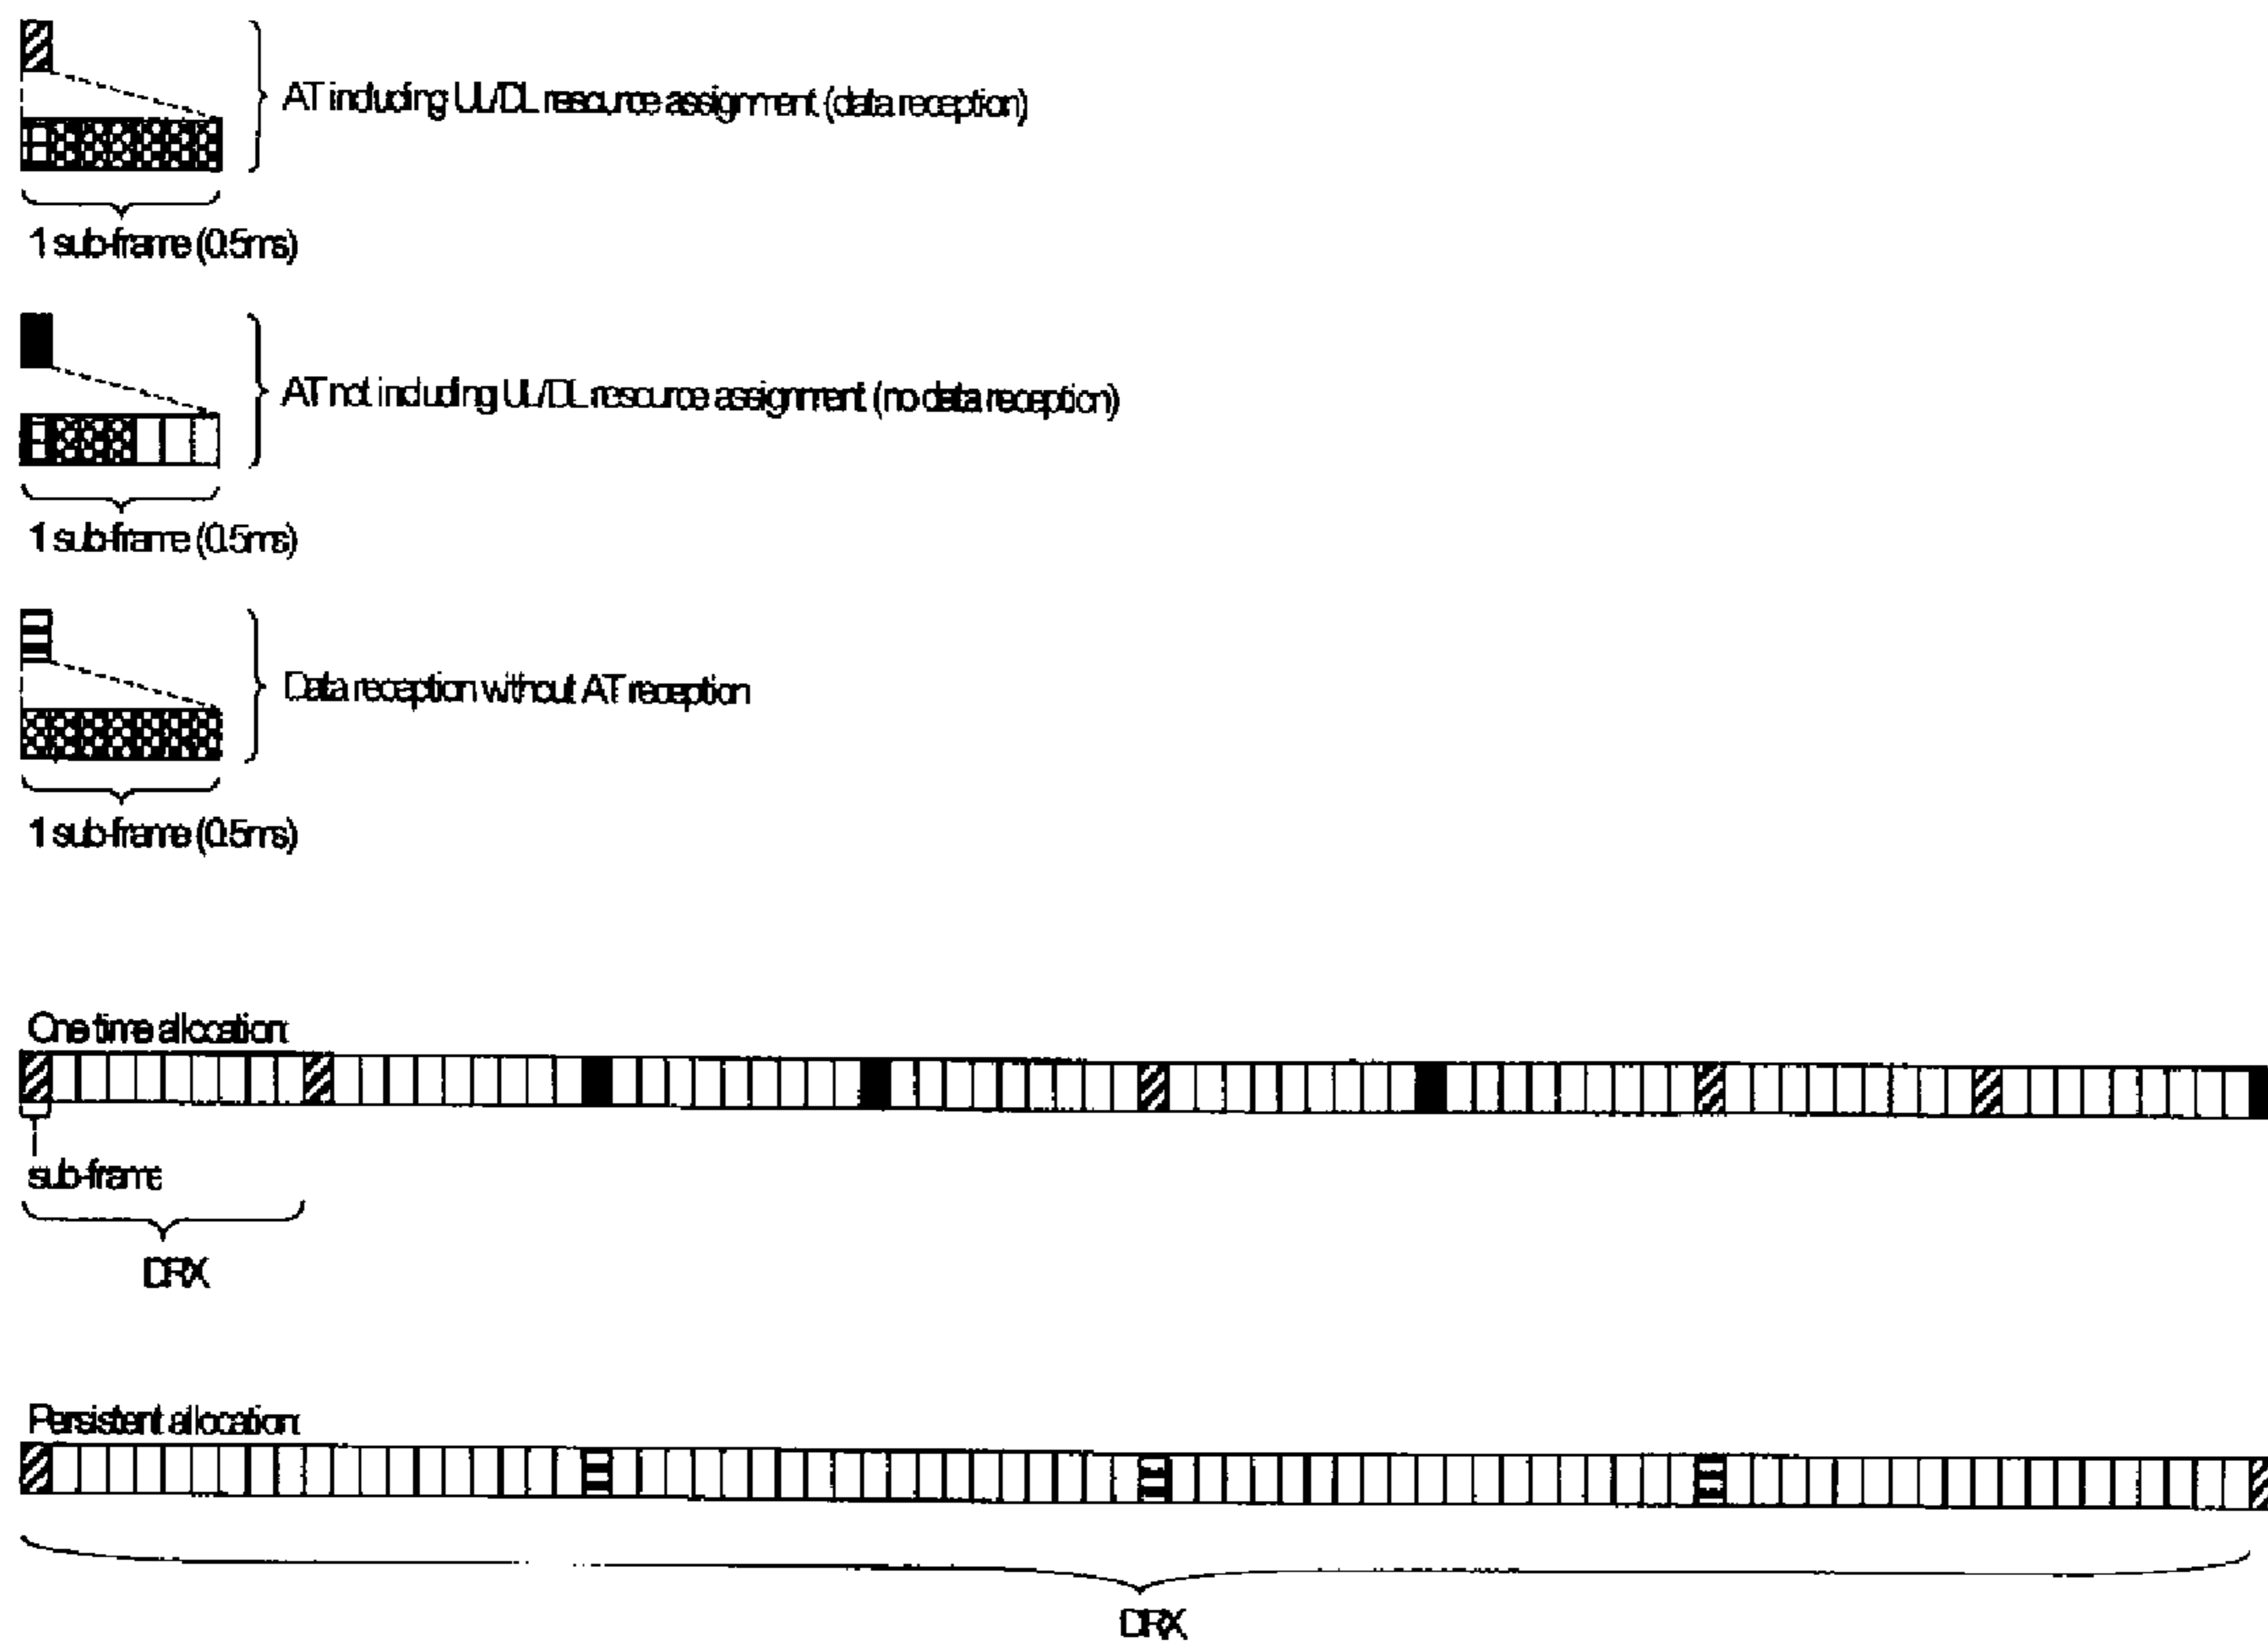 AT including UL/DL resource assignment (data reception)
1 sub-frame (0.5ms)
AT not including UL/DL resource assignment (no data reception)
1 sub-frame (0.5ms)
Data reception without AT reception
1 sub-frame (0.5ms)
One time allocation:
sub-frame
DRX
Persistent allocation:
DRX